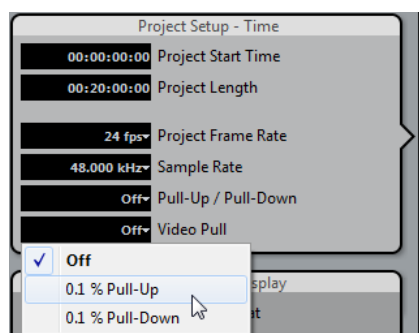 Project Setup - Time
00:00:00:00 Project Start Time
00:20:00:00 Project Length
24 fps Project Frame Rate
48.000 kHz Sample Rate
Off Pull-Up / Pull-Down
Off Video Pull
Off
0.1 % Pull-Up
0.1 % Pull-Down